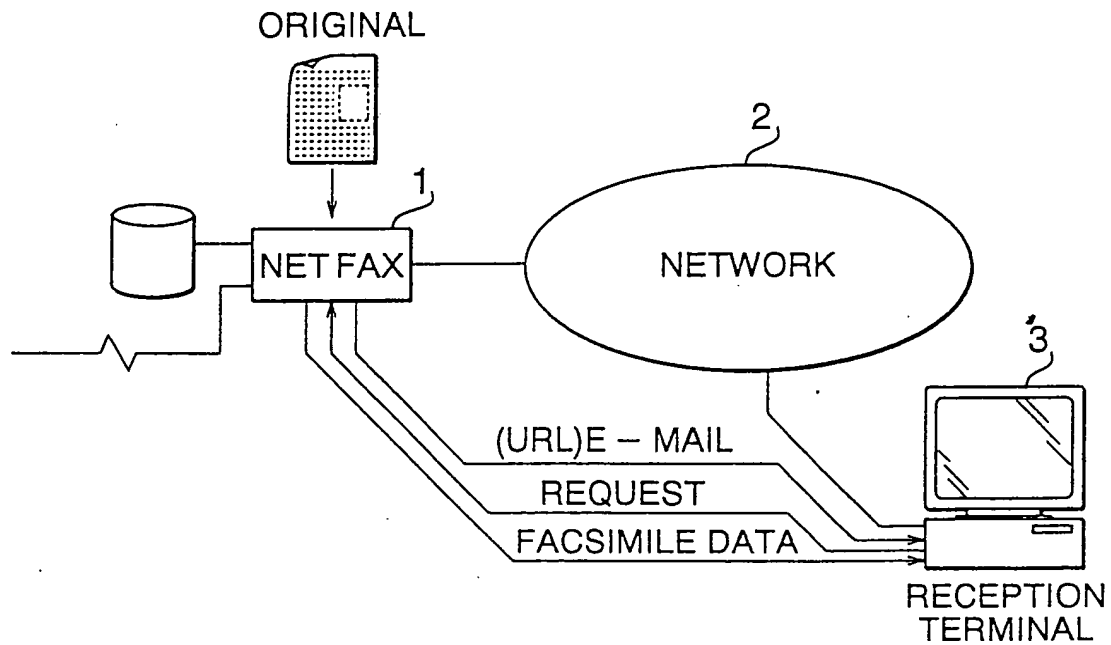 ORIGINAL
1
2
NET FAX
NETWORK
3
(URL)E – MAIL
REQUEST
FACSIMILE DATA
RECEPTION
TERMINAL